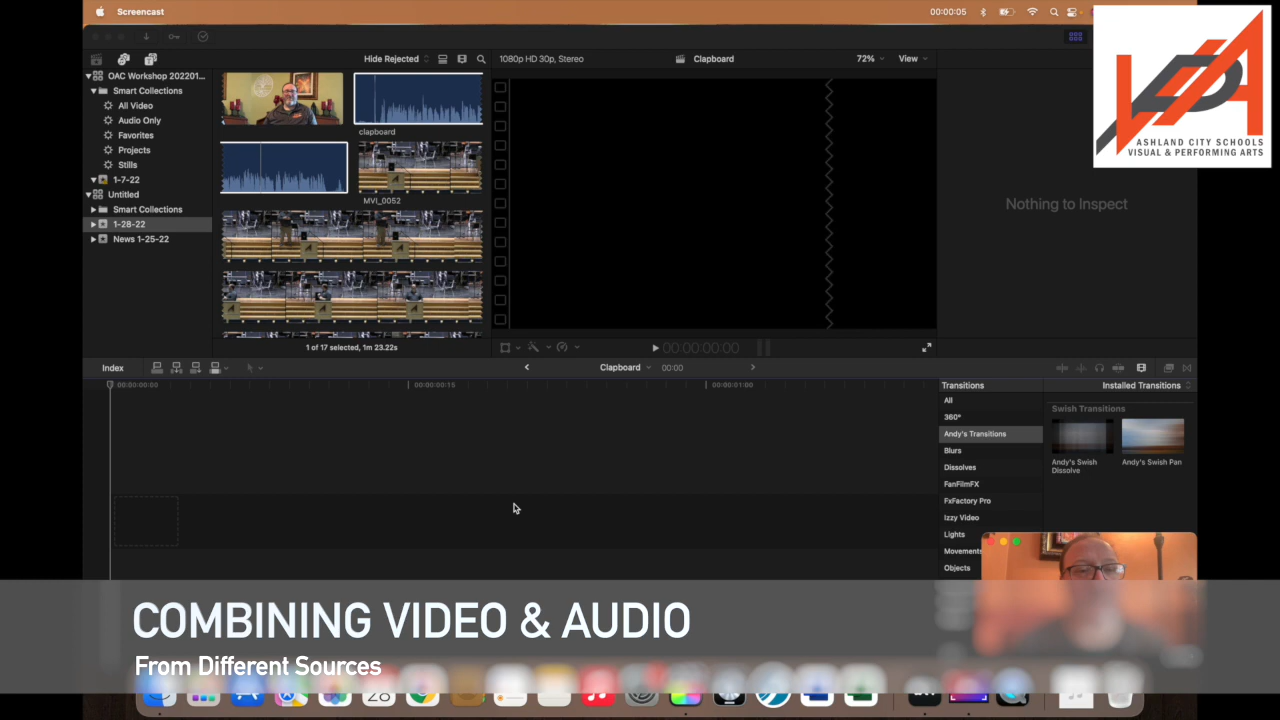 Screencast
00:00:05
Hide Rejected
1080p HD 30p, Stereo
Clapboard
72%
View
OAC Workshop 202201...
Smart Collections
All Video
Audio Only
Favorites
Projects
Stills
1-7-22
Untitled
Smart Collections
1-28-22
News 1-25-22
clapboard
MVI_0052
1 of 17 selected, 1m 23.22s
00:00:00:00
Nothing to Inspect
ASHLAND CITY SCHOOLS
VISUAL & PERFORMING ARTS
Index
Clapboard
00:00
00:00:00:00
00:00:00:15
00:00:01:00
Transitions
Installed Transitions
All
360°
Andy's Transitions
Blurs
Dissolves
FanFilmFX
FxFactory Pro
Izzy Video
Lights
Movements
Objects
Swish Transitions
Andy's Swish
Dissolve
Andy's Swish Pan
COMBINING VIDEO & AUDIO
From Different Sources
28